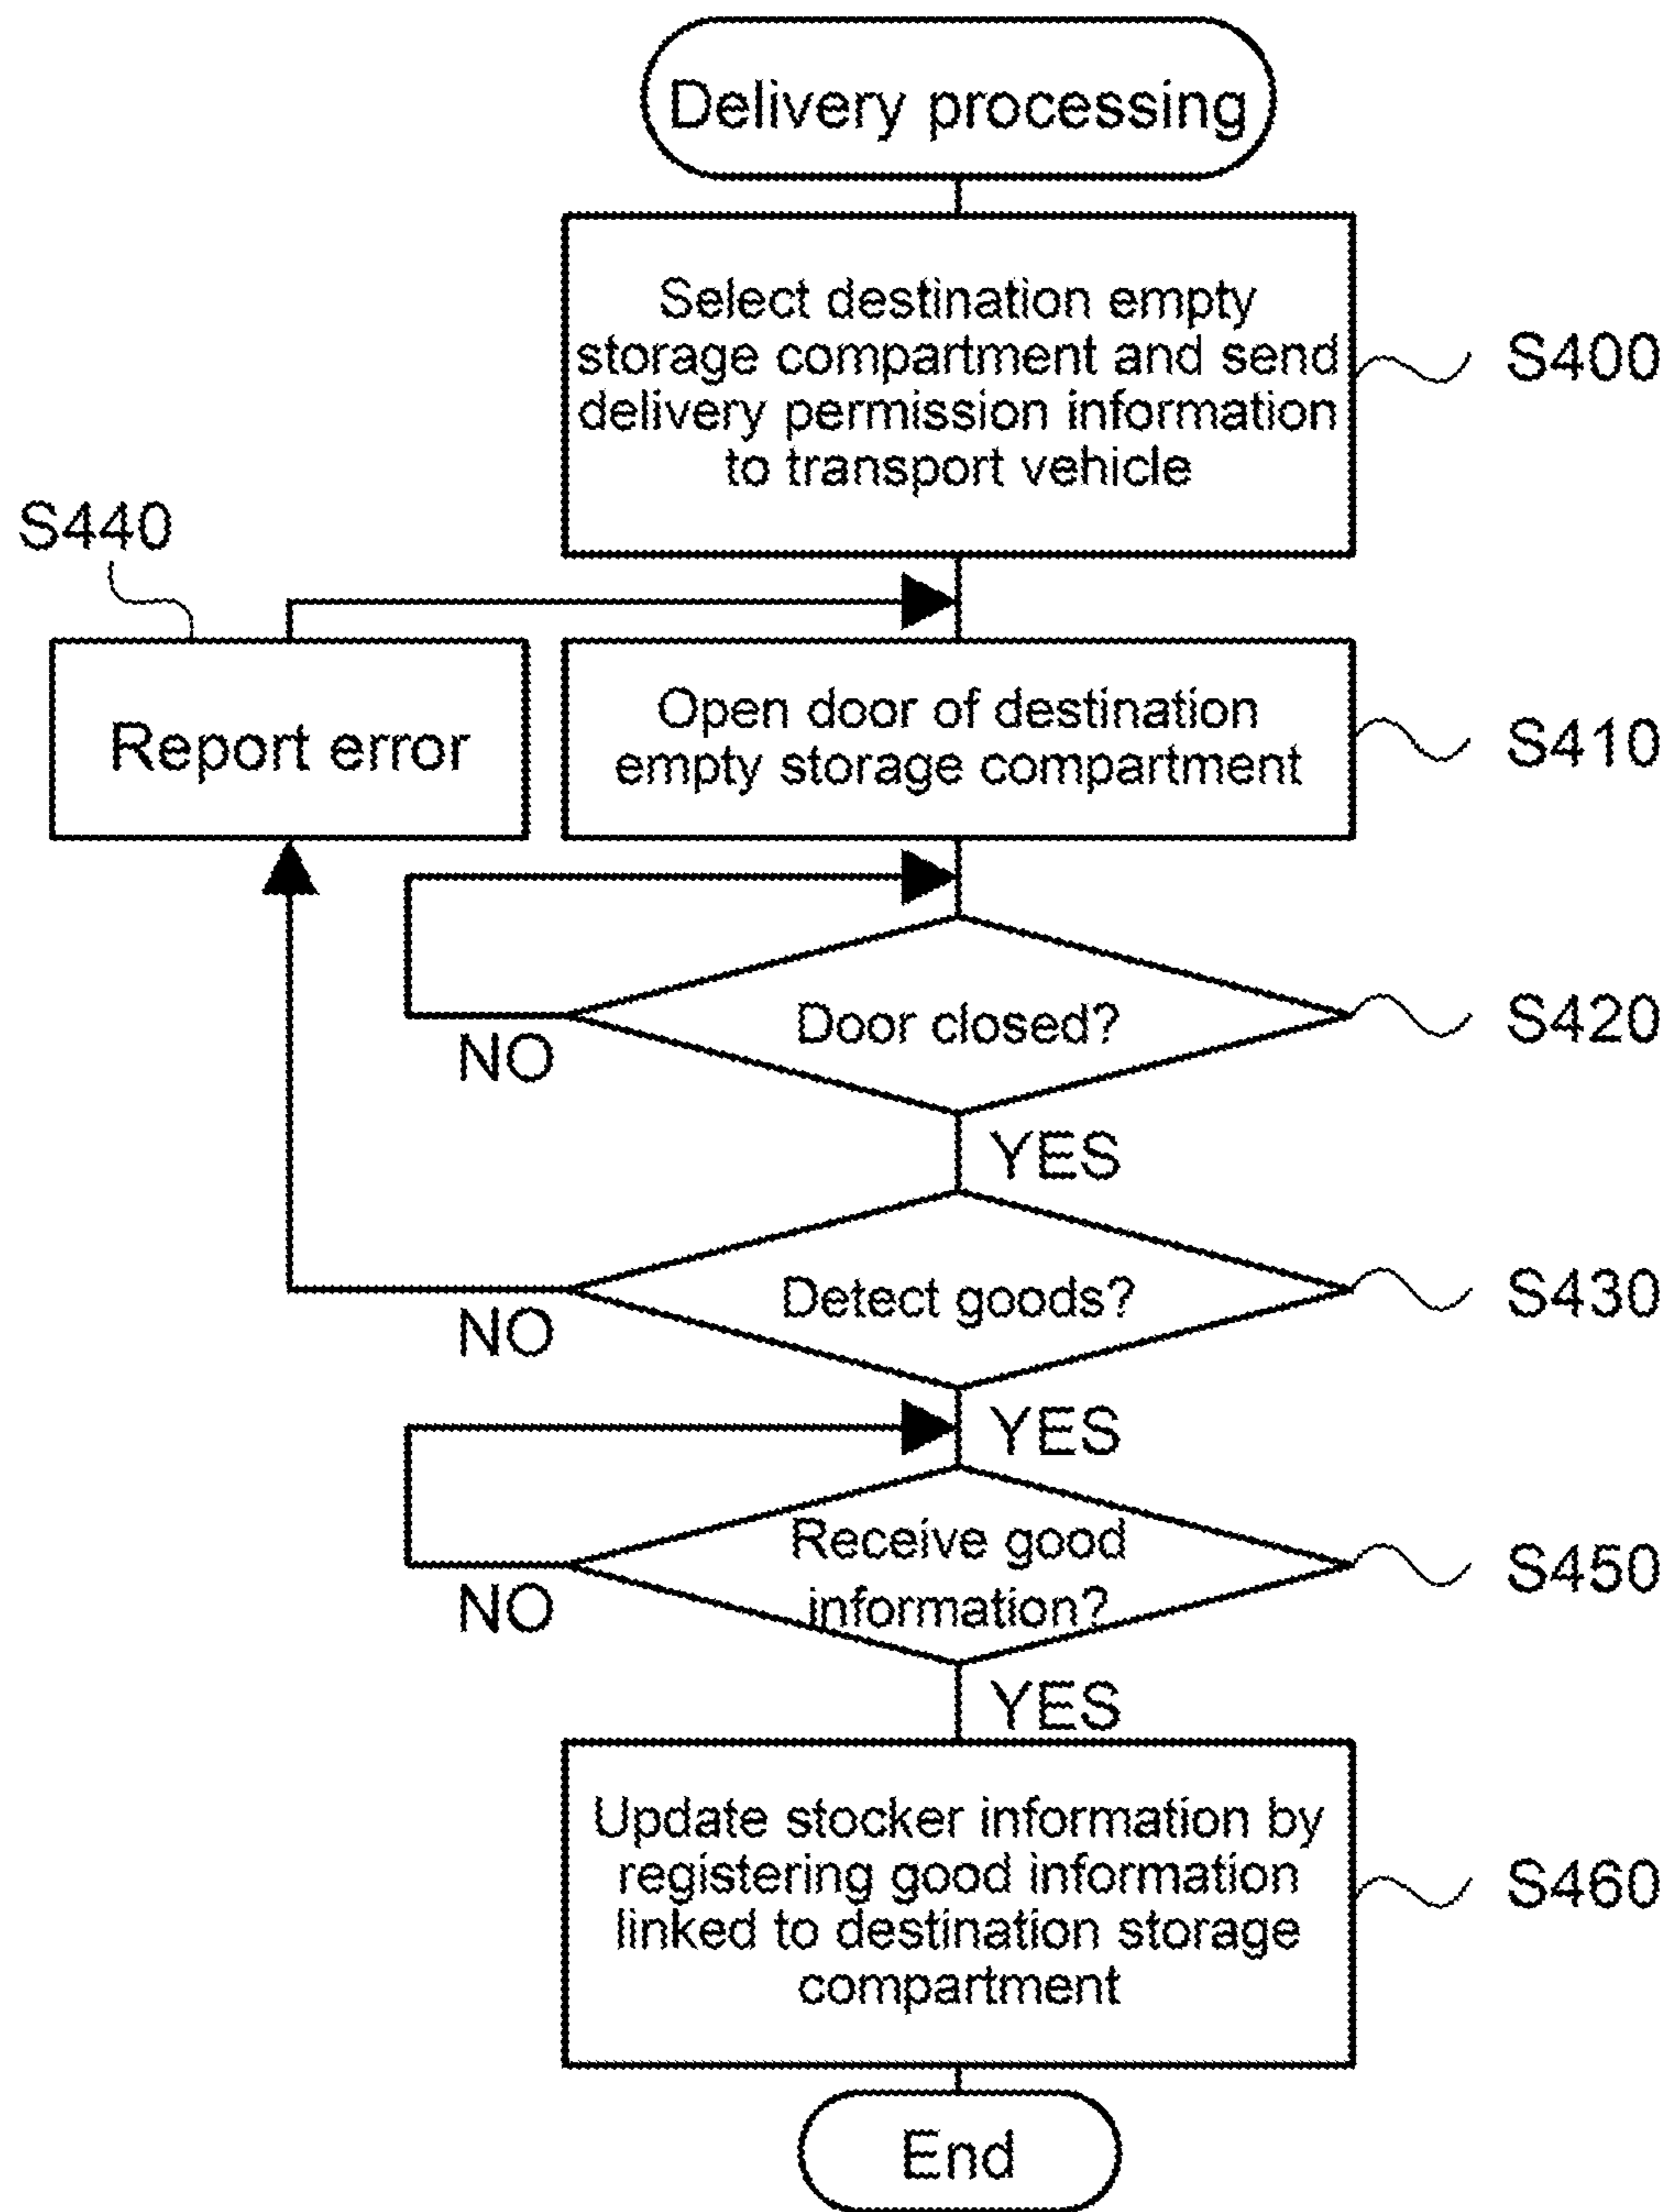 Delivery processing
Select destination empty
storage compartment and send
delivery permission information
to transport vehicle
S400
S440
Report error
Open door of destination
empty storage compartment
S410
Door closed?
S420
NO
YES
Detect goods?
S430
NO
YES
Receive good
information?
S450
NO
YES
Update stocker information by
registering good information
linked to destination storage
compartment
S460
End